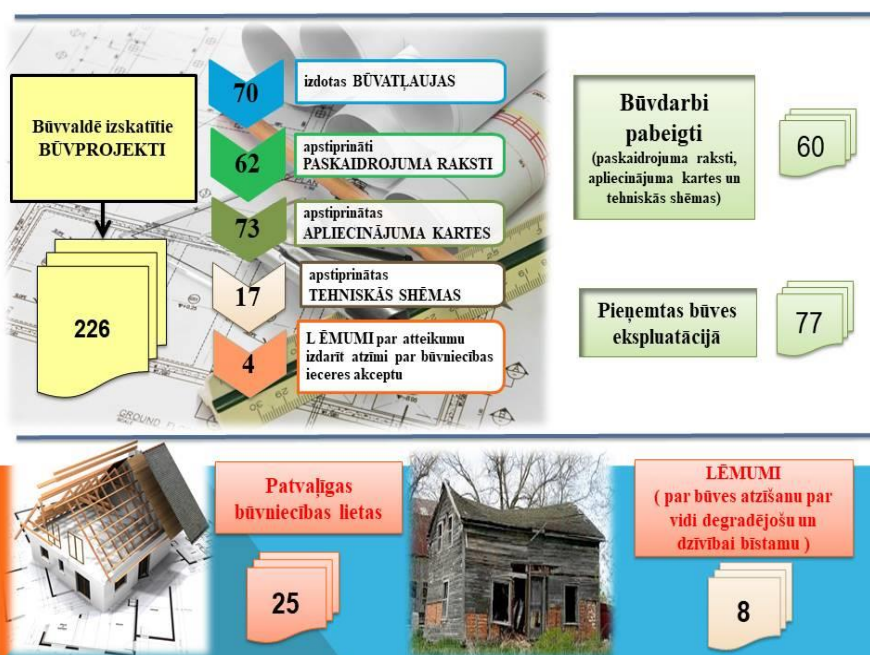 Būvvaldē izskatītie
BŪVPROJEKTI
226
70
izdotas BŪVATĻAUJAS
62
apstiprināti
PASKAIDROJUMA RAKSTI
73
apstiprinātas
APLIECINĀJUMA KARTES
17
apstiprinātas
TEHNISKĀS SHĒMAS
4
L ĒMUMI par atteikumu
izdarīt atzīmi par būvniecības
ieceres akceptu
Būvdarbi
pabeigti
(paskaidrojuma raksti,
apliecinājuma kartes un
tehniskās shēmas)
60
Pieņemtas būves
ekspluatācijā
77
GROUND
Patvaļīgas
būvniecības lietas
25
LĒMUMI
( par būves atzīšanu par
vidi degradējošu un
dzīvībai bīstamu )
8